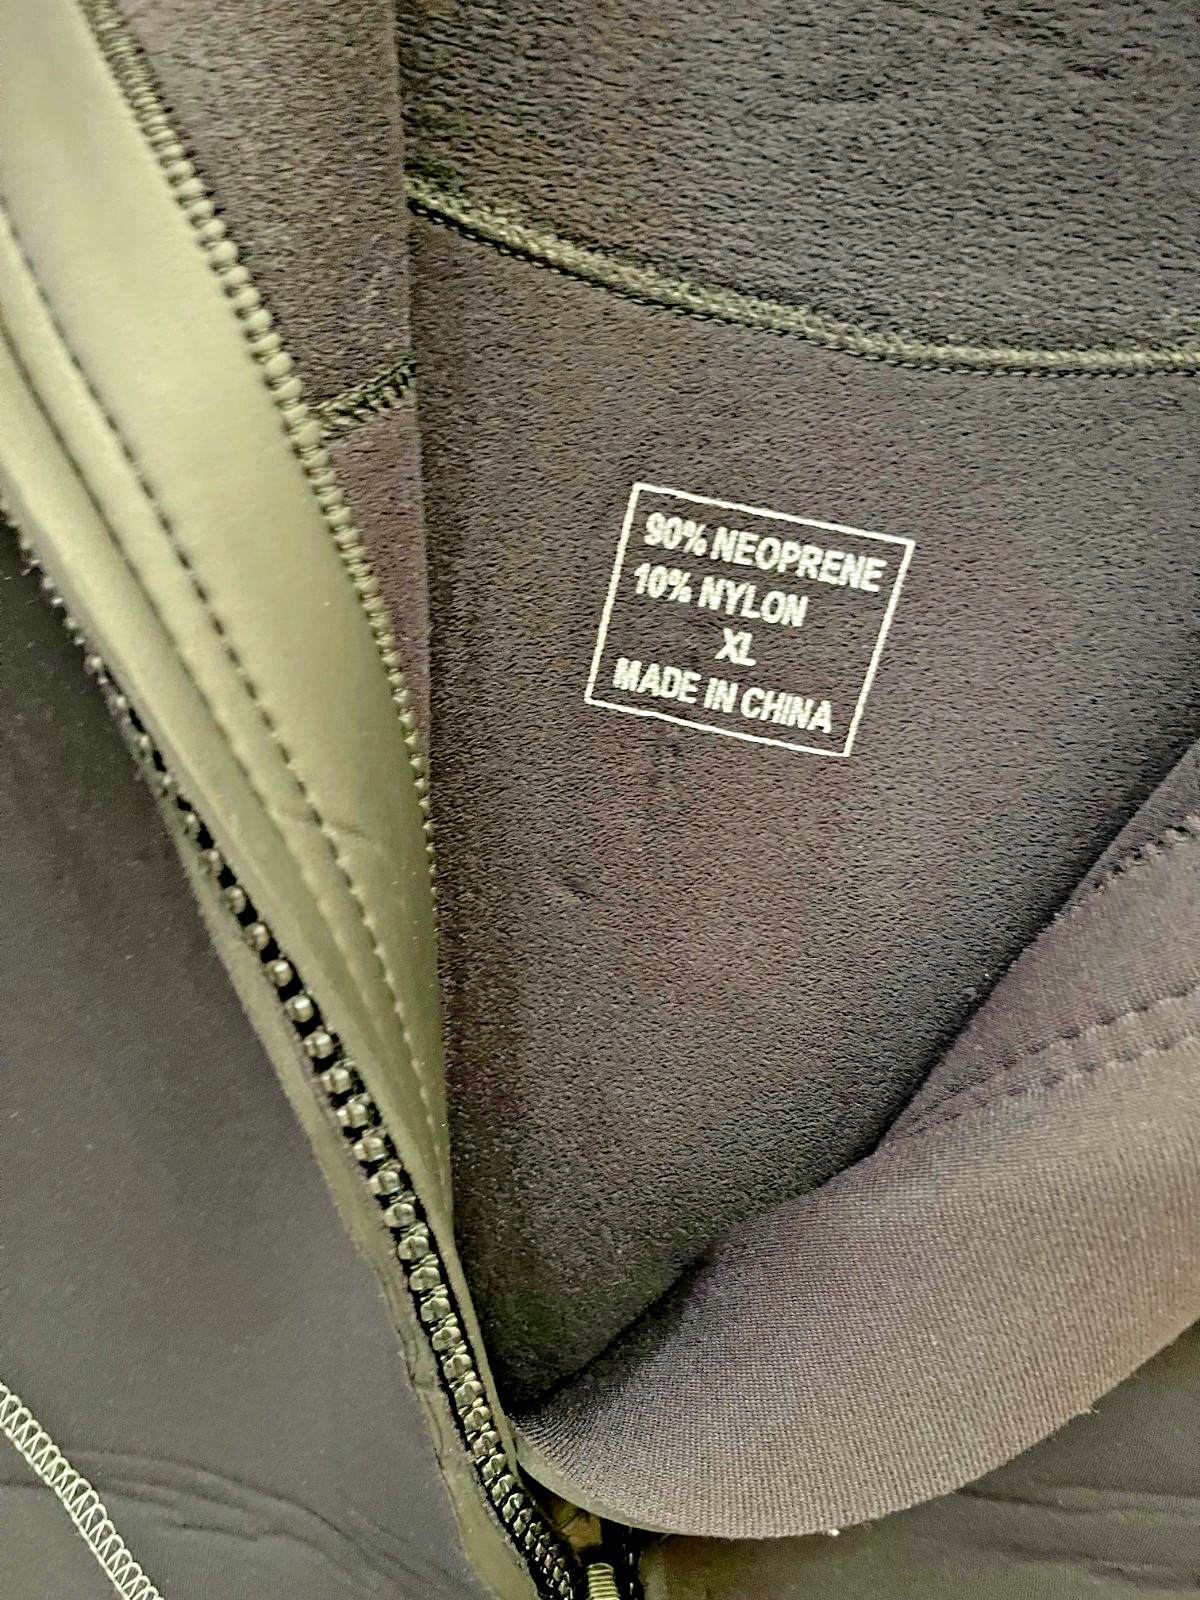 90% NEOPRENE
10% NYLON
XL
MADE IN CHINA